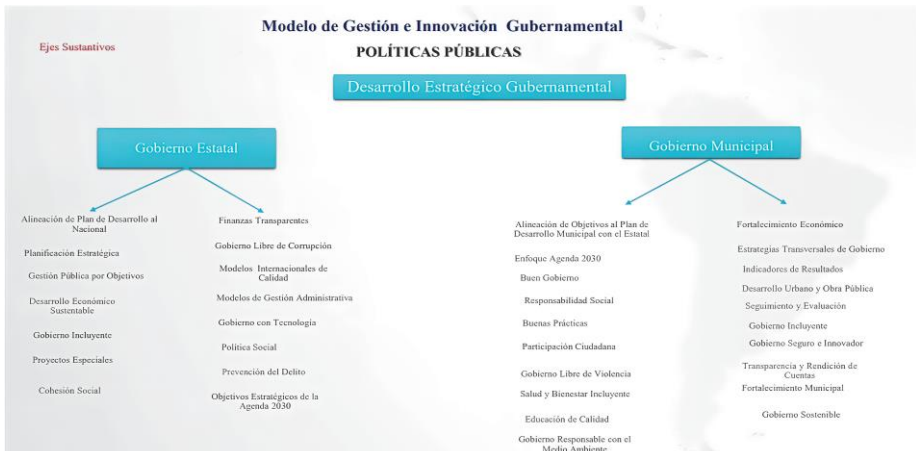 Modelo de Gestión e Innovación Gubernamental
Ejes Sustantivos
POLÍTICAS PÚBLICAS
Desarrollo Estratégico Gubernamental
Gobierno Estatal
Alineación de Plan de Desarrollo al
Nacional
Planificación Estratégica
Gestión Pública por Objetivos
Desarrollo Económico
Sustentable
Gobierno Incluyente
Proyectos Especiales
Cohesión Social
Finanzas Transparentes
Gobierno Libre de Corrupción
Modelos Internacionales de
Calidad
Modelos de Gestión Administrativa
Gobierno con Tecnología
Política Social
Prevención del Delito
Objetivos Estratégicos de la
Agenda 2030
Gobierno Municipal
Alineación de Objetivos al Plan de
Desarrollo Municipal con el Estatal
Enfoque Agenda 2030
Buen Gobierno
Responsabilidad Social
Buenas Prácticas
Participación Ciudadana
Gobierno Libre de Violencia
Salud y Bienestar Incluyente
Educación de Calidad
Gobierno Responsable con el
Medio Ambiente
Fortalecimiento Económico
Estrategias Transversales de Gobierno
Indicadores de Resultados
Desarrollo Urbano y Obra Pública
Seguimiento y Evaluación
Gobierno Incluyente
Gobierno Seguro e Innovador
Transparencia y Rendición de
Cuentas
Fortalecimiento Municipal
Gobierno Sostenible